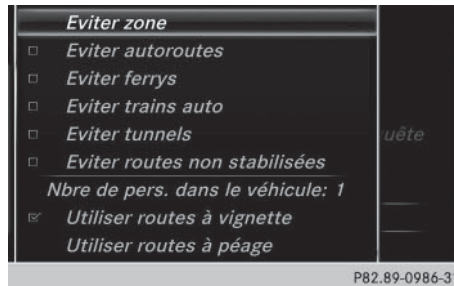 Eviter zone
Eviter autoroutes
Eviter ferrys
Eviter trains auto
Eviter tunnels
uête
Eviter routes non stabilisées
Nbre de pers. dans le véhicule: 1
Utiliser routes à vignette
Utiliser routes à péage
P82.89-0986-31